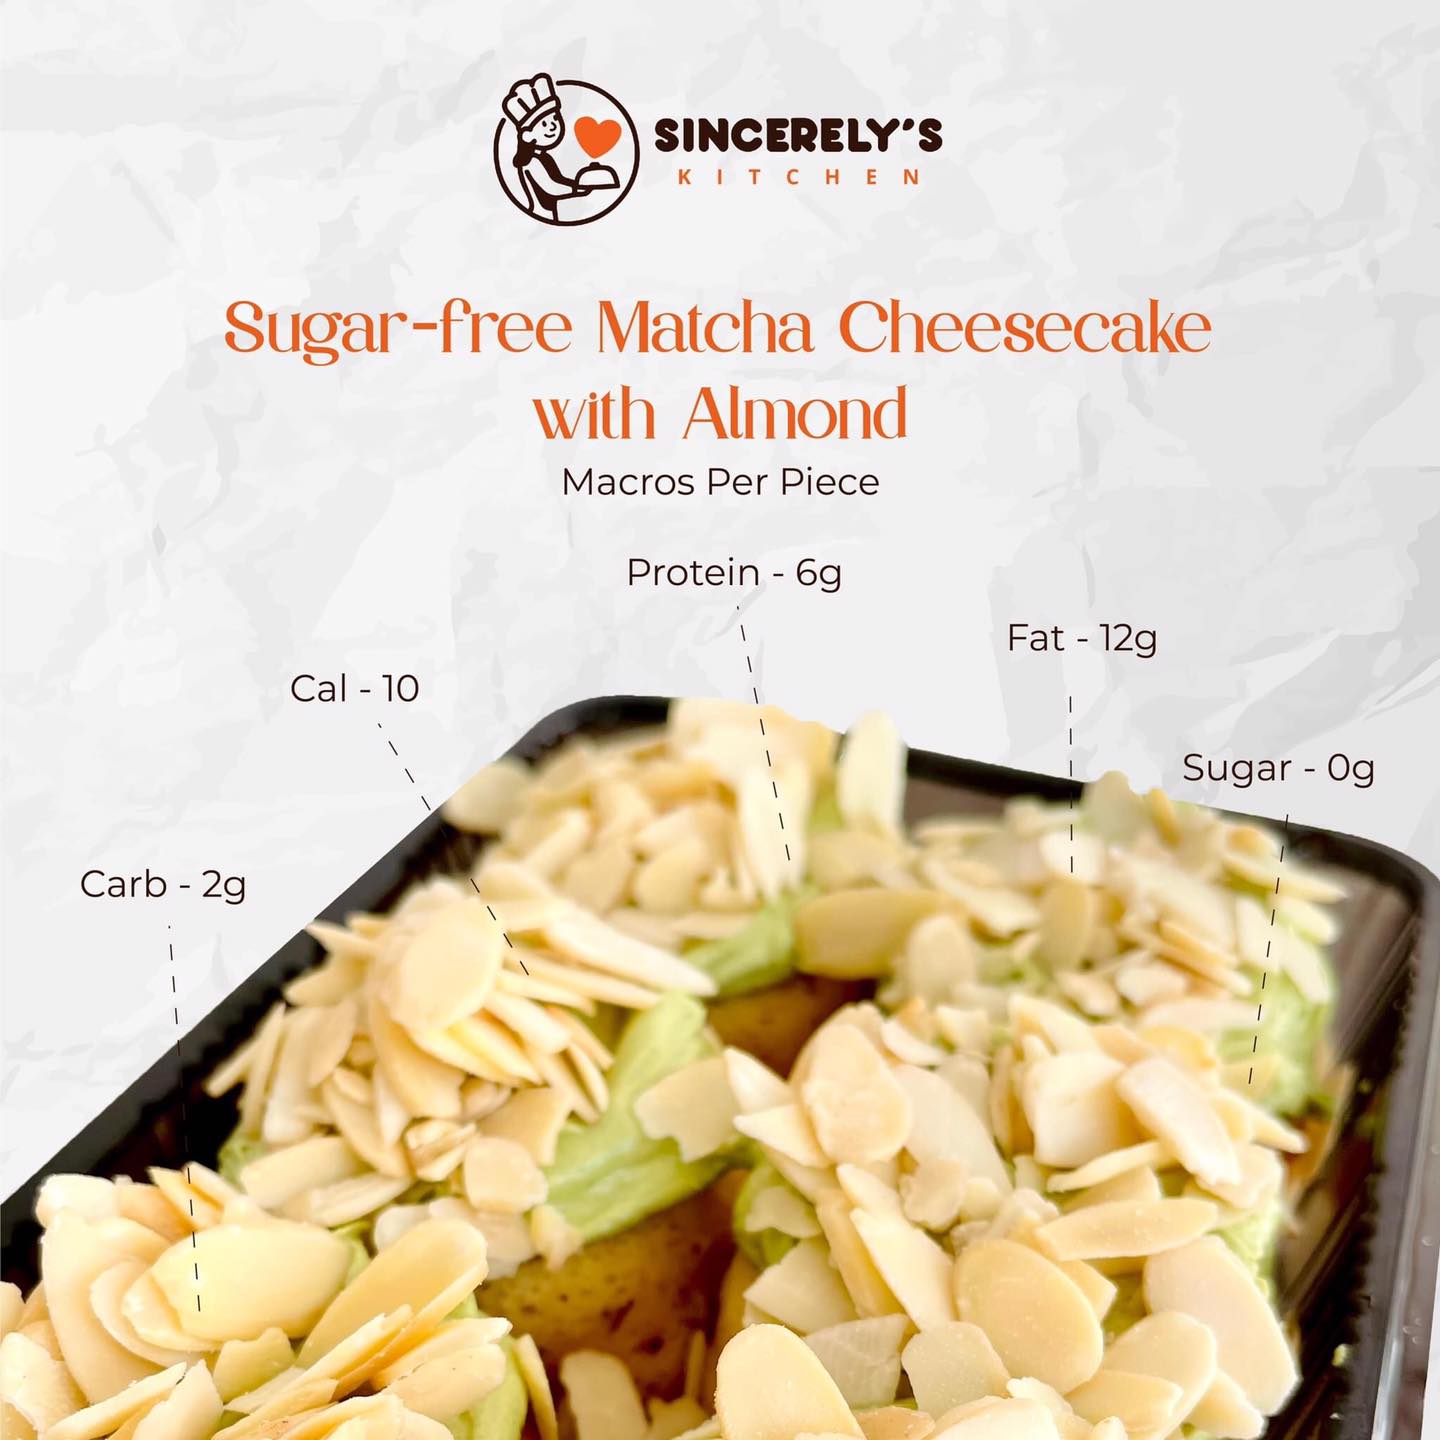 SINCERELY'S
KITCHEN
Sugar-free Matcha Cheesecake
with Almond
Macros Per Piece
Protein - 6g
Fat - 12g
Cal - 10
Sugar - 0g
Carb - 2g